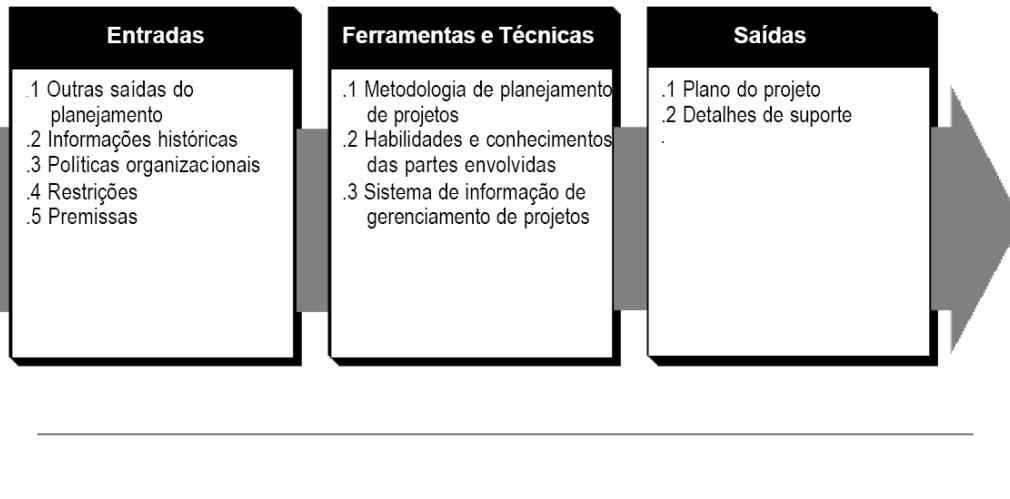 Entradas
.1 Outras saídas do
planejamento
.2 Informações históricas
.3 Políticas organizacionais
.4 Restrições
.5 Premissas
Ferramentas e Técnicas
.1 Metodologia de planejamento
de projetos
.2 Habilidades e conhecimentos
das partes envolvidas
.3 Sistema de informação de
gerenciamento de projetos
Saídas
.1 Plano do projeto
.2 Detalhes de suporte
.